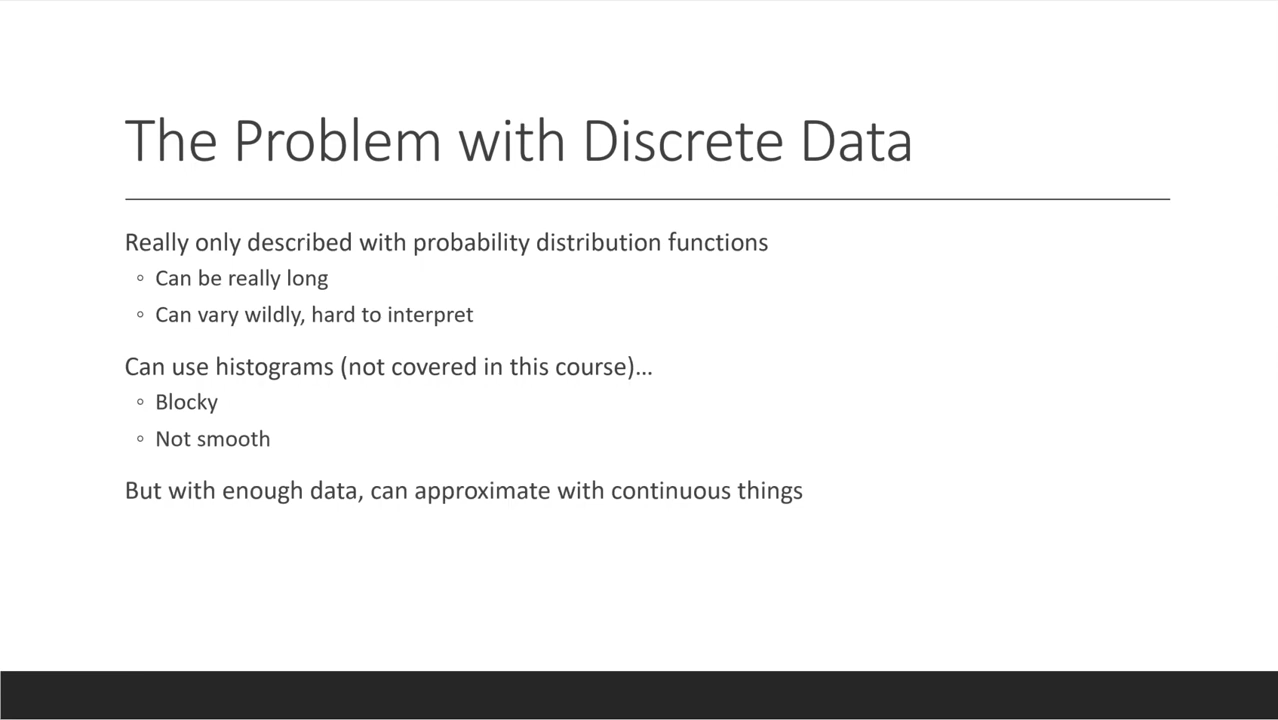 The Problem with Discrete Data
Really only described with probability distribution functions
◦ Can be really long
◦ Can vary wildly, hard to interpret
Can use histograms (not covered in this course)…
◦ Blocky
◦ Not smooth
But with enough data, can approximate with continuous things